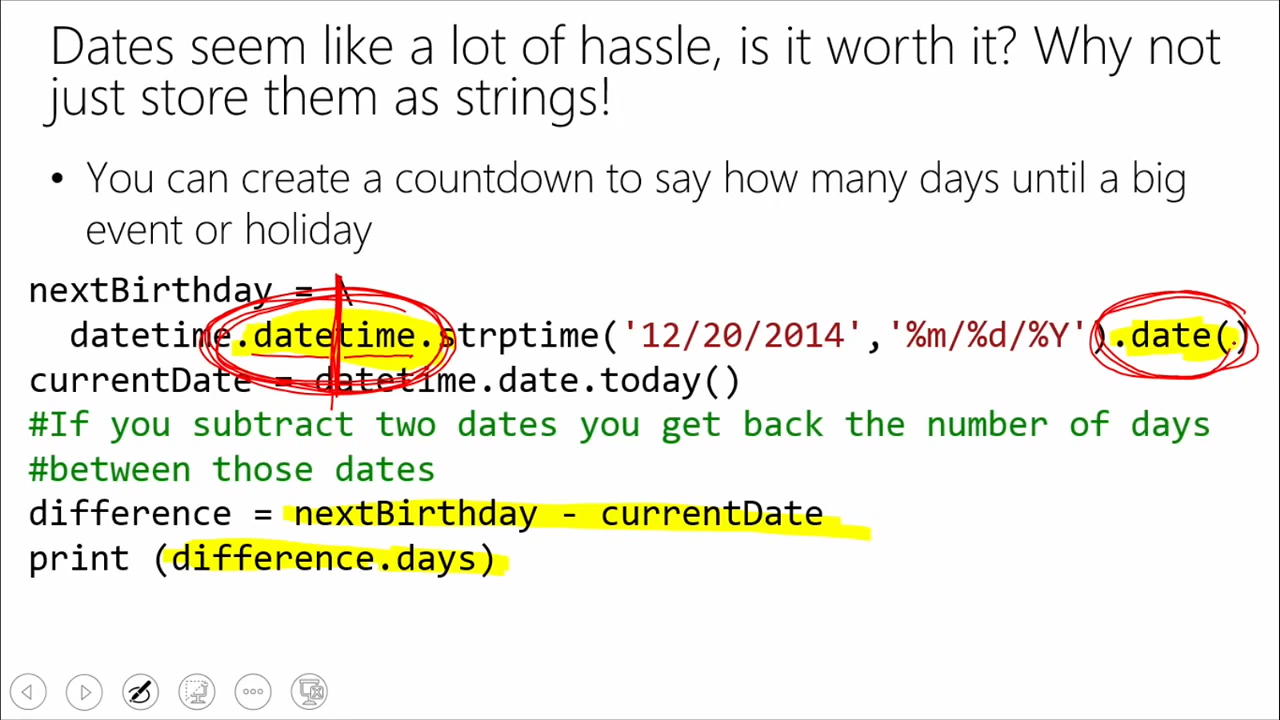 Dates seem like a lot of hassle, is it worth it? Why not
just store them as strings!
• You can create a countdown to say how many days until a big
event or holiday
nextBirthday = \
datetime.datetime.strptime('12/20/2014','%m/%d/%Y').date()
currentDate = datetime.date.today()
#If you subtract two dates you get back the number of days
#between those dates
difference = nextBirthday - currentDate
print (difference.days)